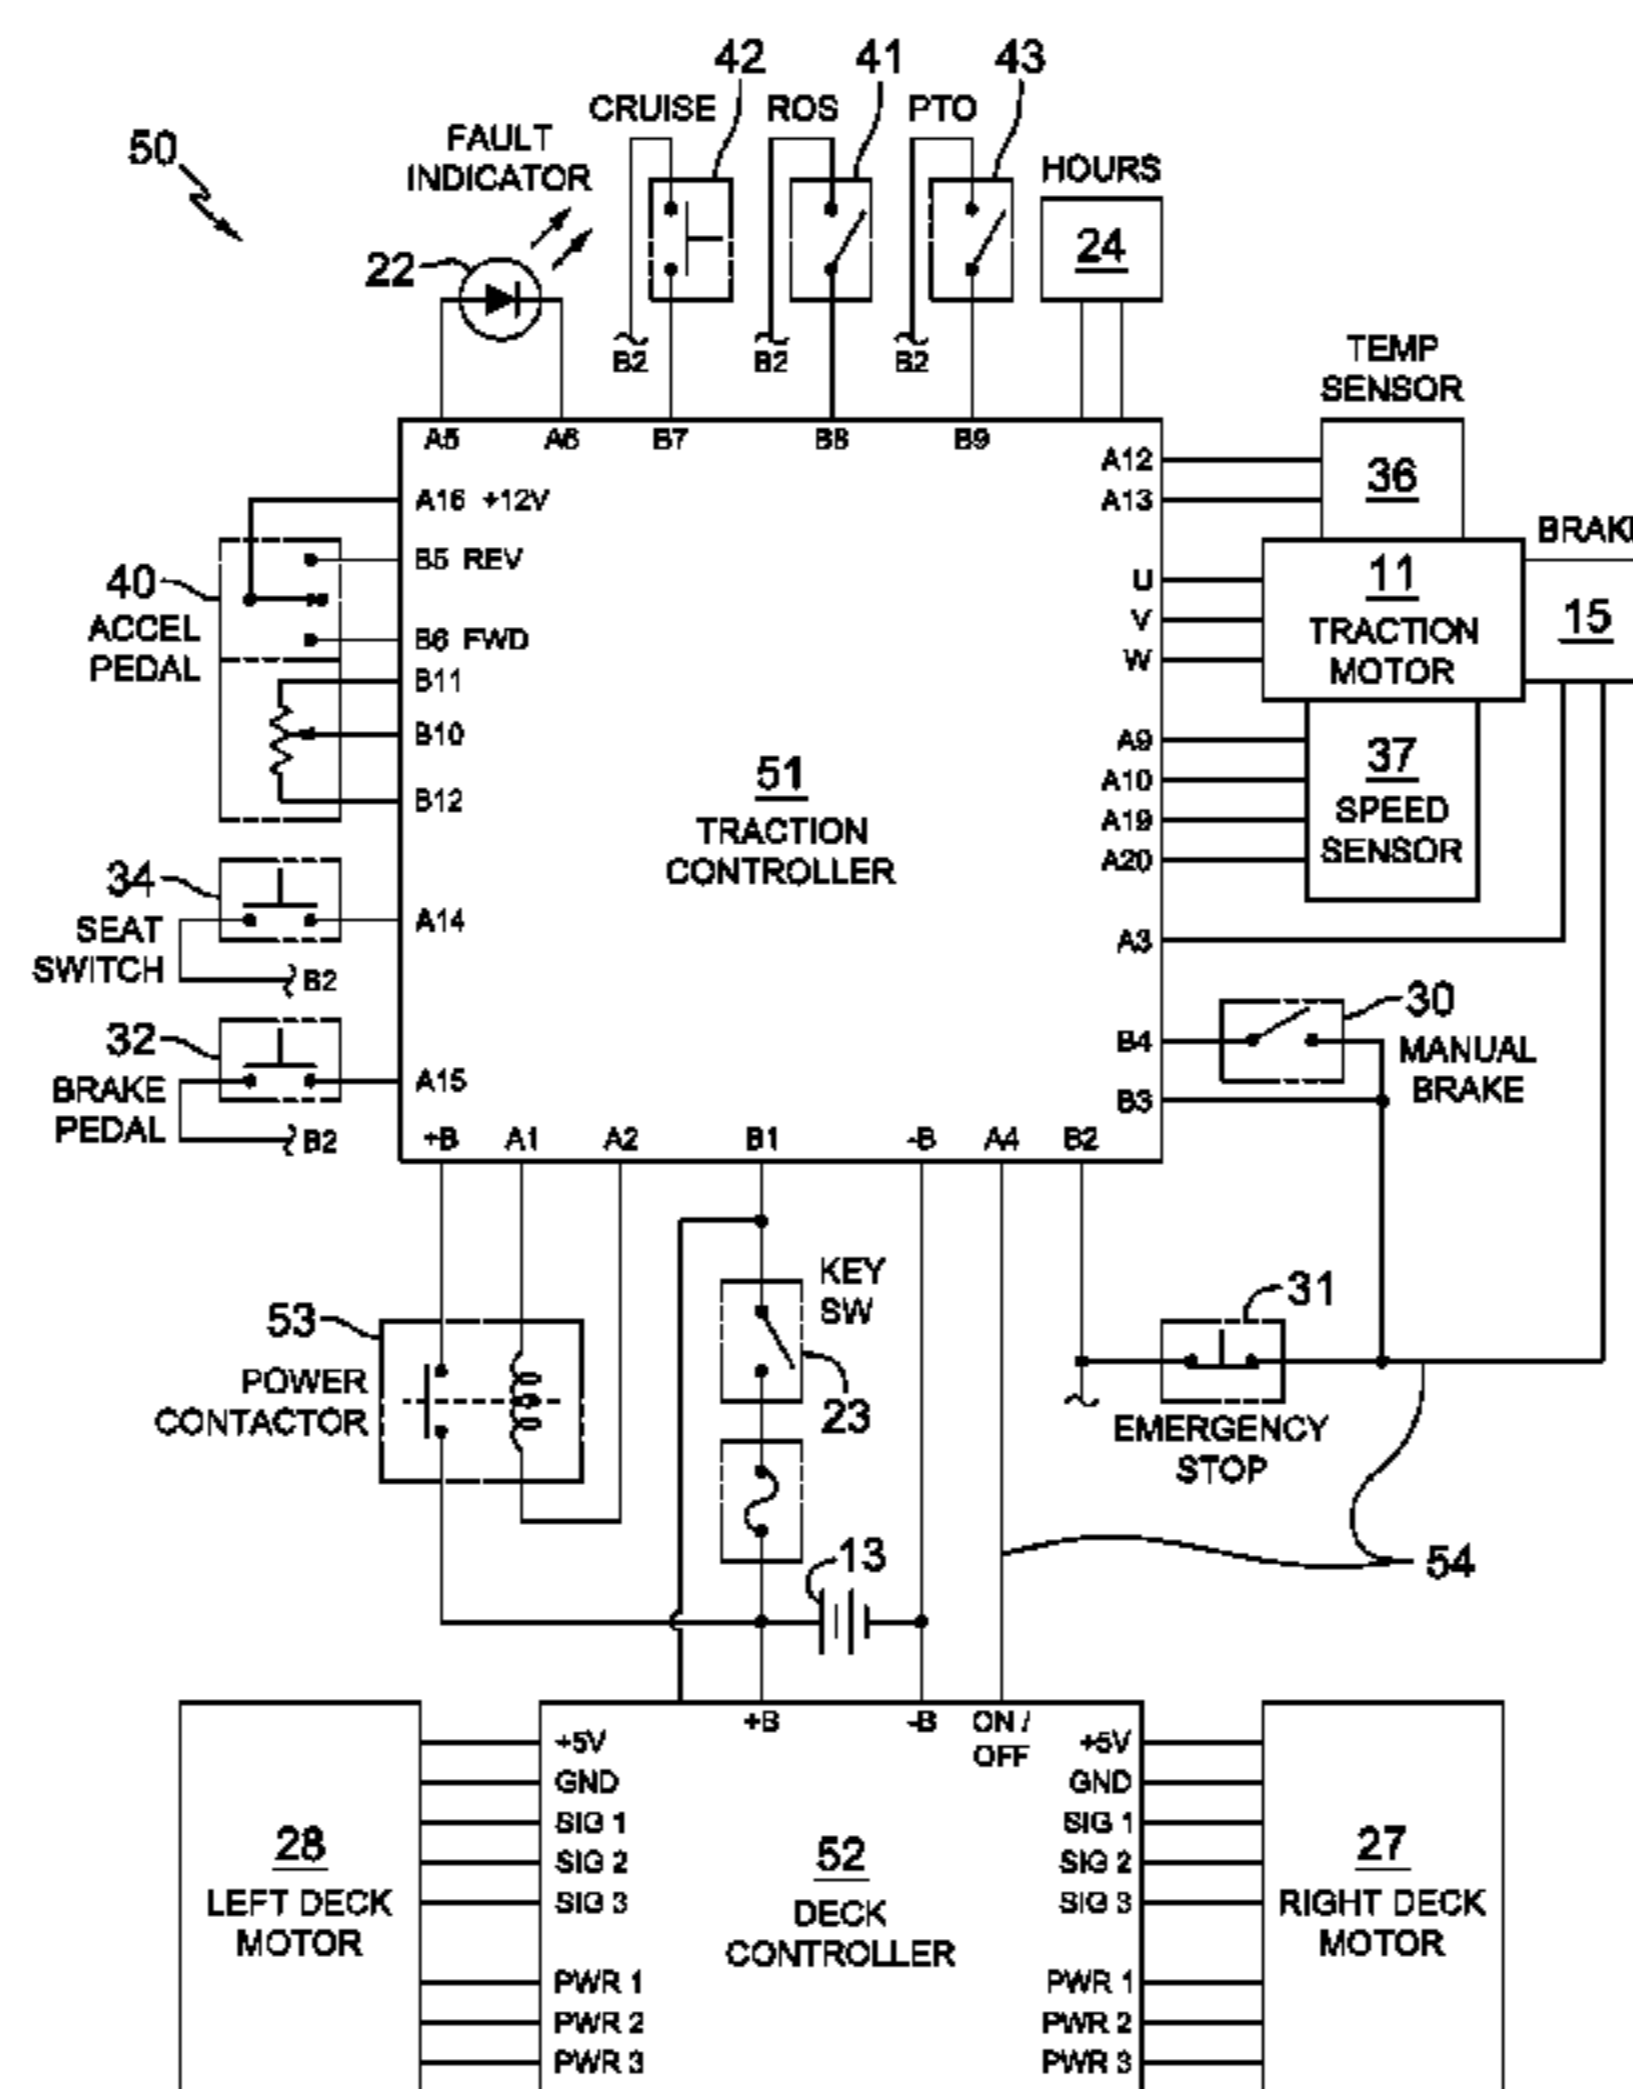 42
41
43
CRUISE
ROS
PTO
50
FAULT
INDICATOR
HOURS
24
22
B2
B2
B2
TEMP
SENSOR
36
A5
A6
B7
B8
B9
A12
A13
A16 +12V
B5 REV
B6 FWD
B11
B10
B12
40
ACCEL
PEDAL
U
V
W
11
TRACTION
MOTOR
15
51
TRACTION
CONTROLLER
A9
A10
A19
A20
37
SPEED
SENSOR
34
SEAT
SWITCH
A14
B2
A3
32
BRAKE
PEDAL
A15
B2
B4
B3
30
MANUAL
BRAKE
+B
A1
A2
B1
-B
A4
B2
KEY
SW
23
53
POWER
CONTACTOR
31
EMERGENCY
STOP
13
54
+B
-B
ON /
OFF
28
LEFT DECK
MOTOR
+5V
GND
SIG 1
SIG 2
SIG 3
PWR 1
PWR 2
PWR 3
52
DECK
CONTROLLER
+5V
GND
SIG 1
SIG 2
SIG 3
PWR 1
PWR 2
PWR 3
27
RIGHT DECK
MOTOR